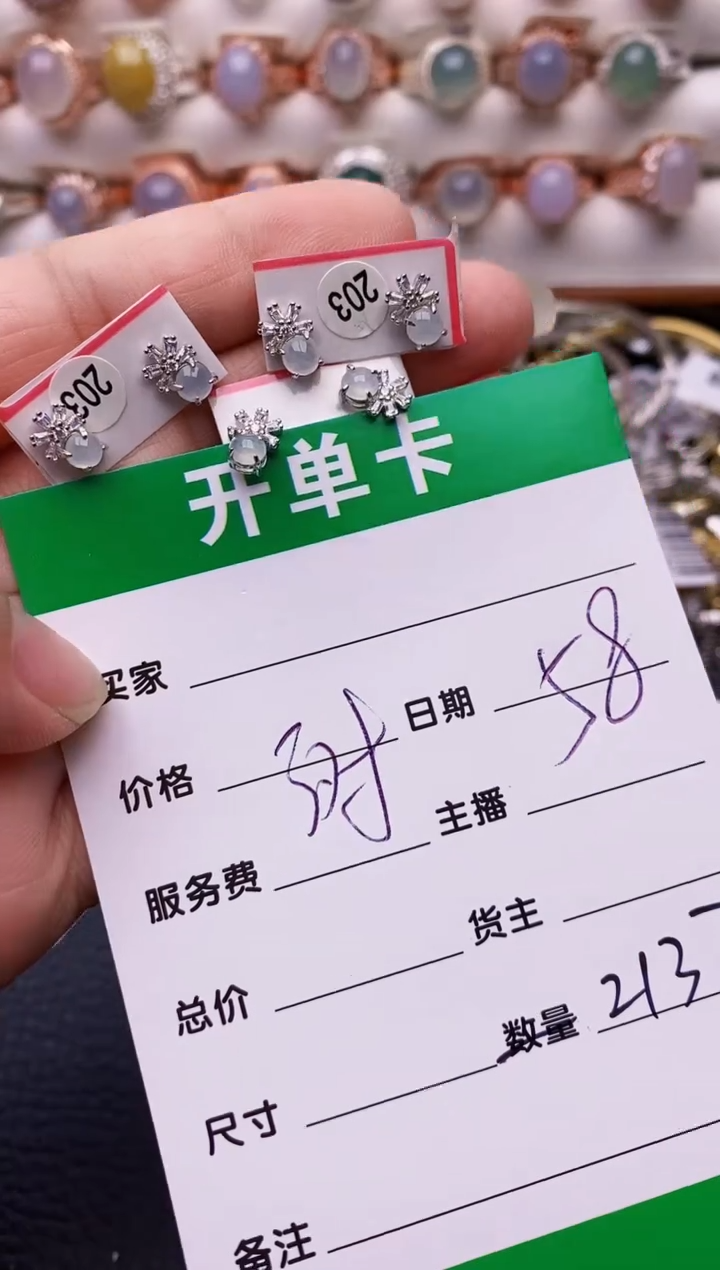 203
203
开单卡
买家
价格 日期 58
服务费 主播
总价 货主
尺寸 数量 213
备注